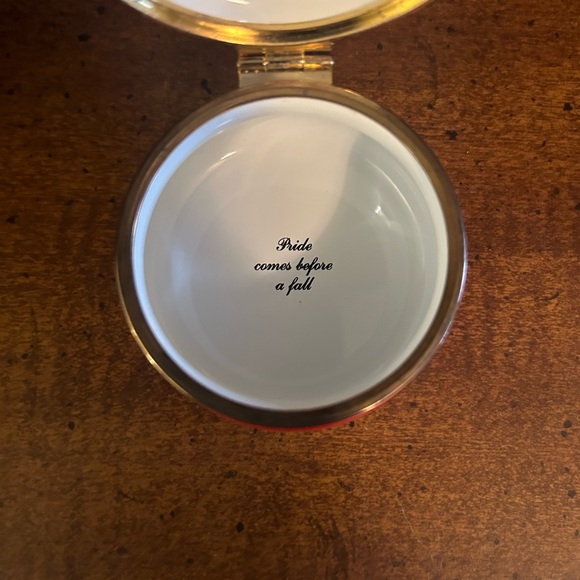 Pride
comes before
a fall